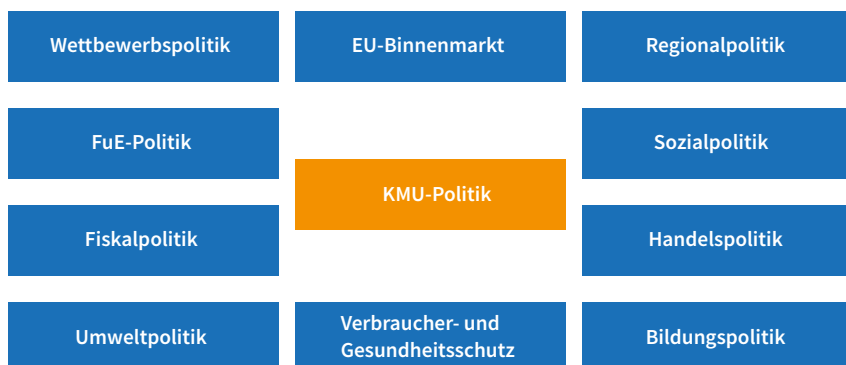 Wettbewerbspolitik
EU-Binnenmarkt
Regionalpolitik
FuE-Politik
Sozialpolitik
KMU-Politik
Fiskalpolitik
Handelspolitik
Umweltpolitik
Verbraucher- und
Gesundheitsschutz
Bildungspolitik